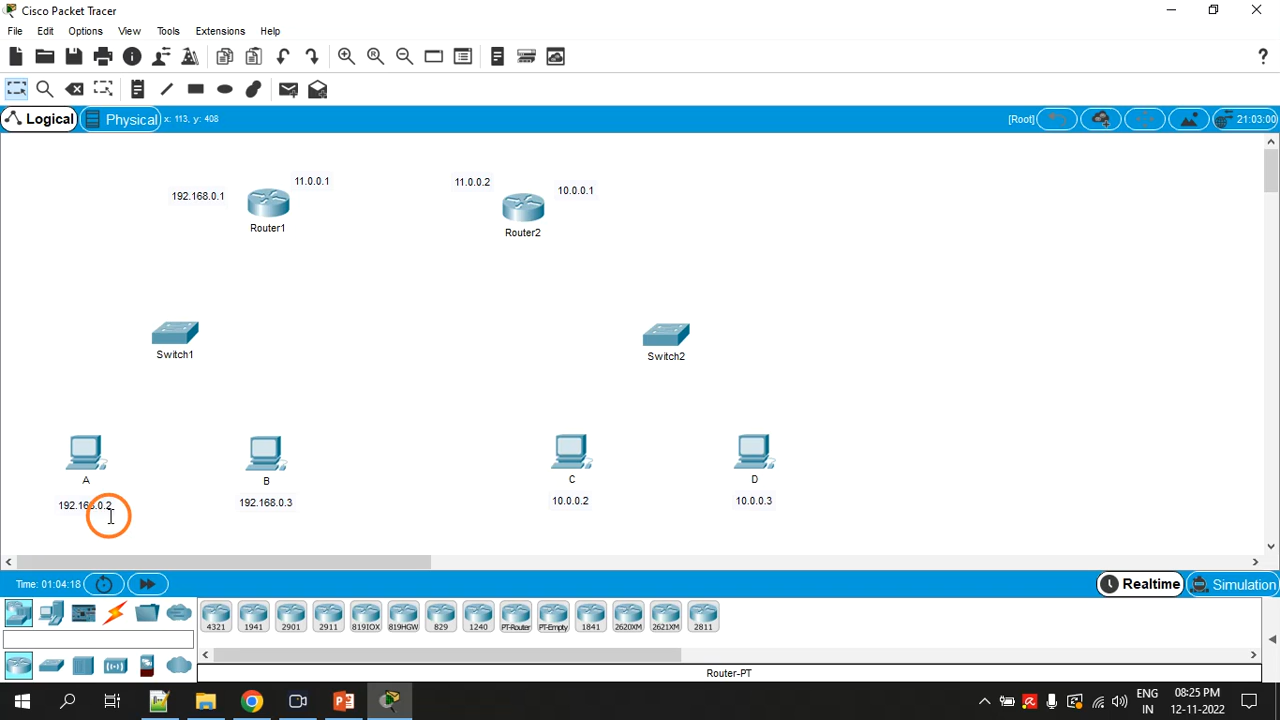 Cisco Packet Tracer
File Edit View Options Tools Extensions Help
?
Logical
Physical
x: 113, y: 408
[Root]
21:03:00
192.168.0.1
11.0.0.1
Router1
11.0.0.2
10.0.0.1
Router2
Switch1
Switch2
A
192.168.0.2
B
192.168.0.3
C
10.0.0.2
D
10.0.0.3
Time: 01:04:18
Realtime
Simulation
4321
1941
2901
2911
819IOX
819HGW
829
1240
PT-Router
PT-Empty
1841
2620XM
2621XM
2811
Router-PT
ENG
IN
08:25 PM
12-11-2022